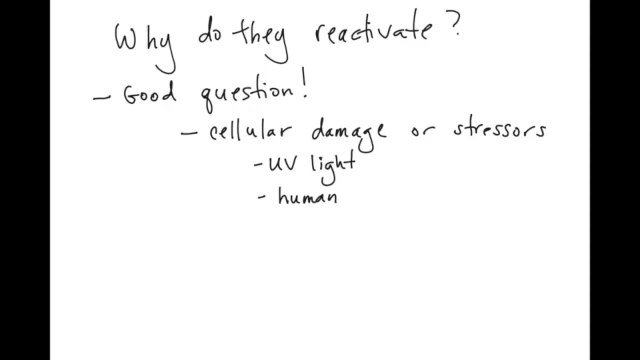 Why do they reactivate?
- Good question!
- cellular damage or stressors
- UV light
- human